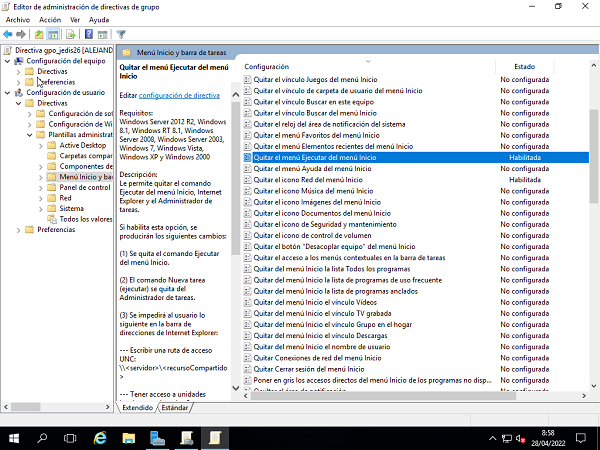 Editor de administración de directivas de grupo
Archivo Acción Ver Ayuda
Directiva gpo_jedis26 [ALEJAND
Configuración del equipo
Directivas
Preferencias
Configuración de usuario
Directivas
Configuración de sof
Configuración de Wi
Plantillas administrat
Active Desktop
Carpetas compar
Componentes de
Menú Inicio y bar
Panel de control
Red
Sistema
Todos los valores
Preferencias
Menú Inicio y barra de tareas
Quitar el menú Ejecutar del menú
Inicio
Editar configuración de directiva
Requisitos:
Windows Server 2012 R2, Windows
8.1, Windows RT 8.1, Windows
Server 2008, Windows Server 2003,
Windows 7, Windows Vista,
Windows XP y Windows 2000
Descripción:
Le permite quitar el comando
Ejecutar del menú Inicio, Internet
Explorer y el Administrador de
tareas.
Si habilita esta opción, se
producirán los siguientes cambios:
(1) Se quita el comando Ejecutar
del menú Inicio.
(2) El comando Nueva tarea
(ejecutar) se quita del
Administrador de tareas.
(3) Se impedirá al usuario lo
siguiente en la barra de
direcciones de Internet Explorer:
--- Escribir una ruta de acceso
UNC:
\\<servidor>\<recursoCompartido
>
--- Tener acceso a unidades
Configuración Estado
Quitar el vínculo Juegos del menú Inicio No configurada
Quitar el vínculo de carpeta de usuario del menú Inicio No configurada
Quitar el vínculo Buscar en este equipo No configurada
Quitar el vínculo Buscar del menú Inicio No configurada
Quitar el reloj del área de notificación del sistema No configurada
Quitar el menú Favoritos del menú Inicio No configurada
Quitar el menú Elementos recientes del menú Inicio No configurada
Quitar el menú Ejecutar del menú Inicio Habilitada
Quitar el menú Ayuda del menú Inicio No configurada
Quitar el icono Red del menú Inicio Habilitada
Quitar el icono Música del menú Inicio No configurada
Quitar el icono Imágenes del menú Inicio No configurada
Quitar el icono Documentos del menú Inicio No configurada
Quitar el icono de Seguridad y mantenimiento No configurada
Quitar el icono de control de volumen No configurada
Quitar el botón "Desacoplar equipo" del menú Inicio No configurada
Quitar el acceso a los menús contextuales en la barra de tareas No configurada
Quitar del menú Inicio la lista Todos los programas No configurada
Quitar del menú Inicio la lista de programas de uso frecuente No configurada
Quitar del menú Inicio la lista de programas anclados No configurada
Quitar del menú Inicio el vínculo Vídeos No configurada
Quitar del menú Inicio el vínculo TV grabada No configurada
Quitar del menú Inicio el vínculo Grupo en el hogar No configurada
Quitar del menú Inicio el vínculo Descargas No configurada
Quitar del menú Inicio el nombre de usuario No configurada
Quitar Conexiones de red del menú Inicio No configurada
Quitar Cerrar sesión del menú Inicio No configurada
Poner en gris los accesos directos del menú Inicio de los programas no disp... No configurada
Extendido Estándar
8:58
28/04/2022